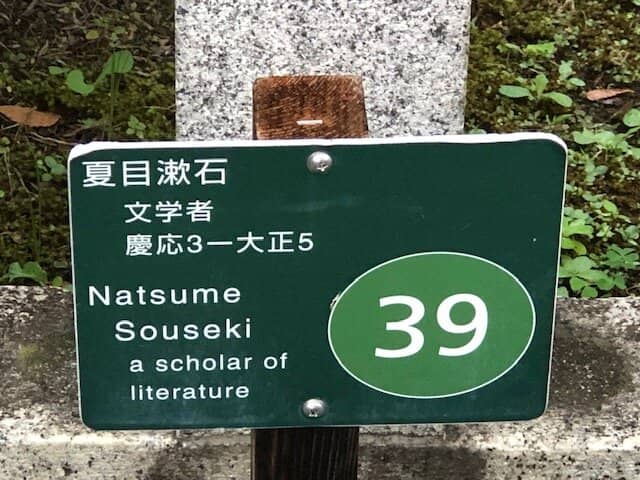 夏目漱石
文学者
慶応3ー大正5
Natsume
Souseki
a scholar of
literature
39